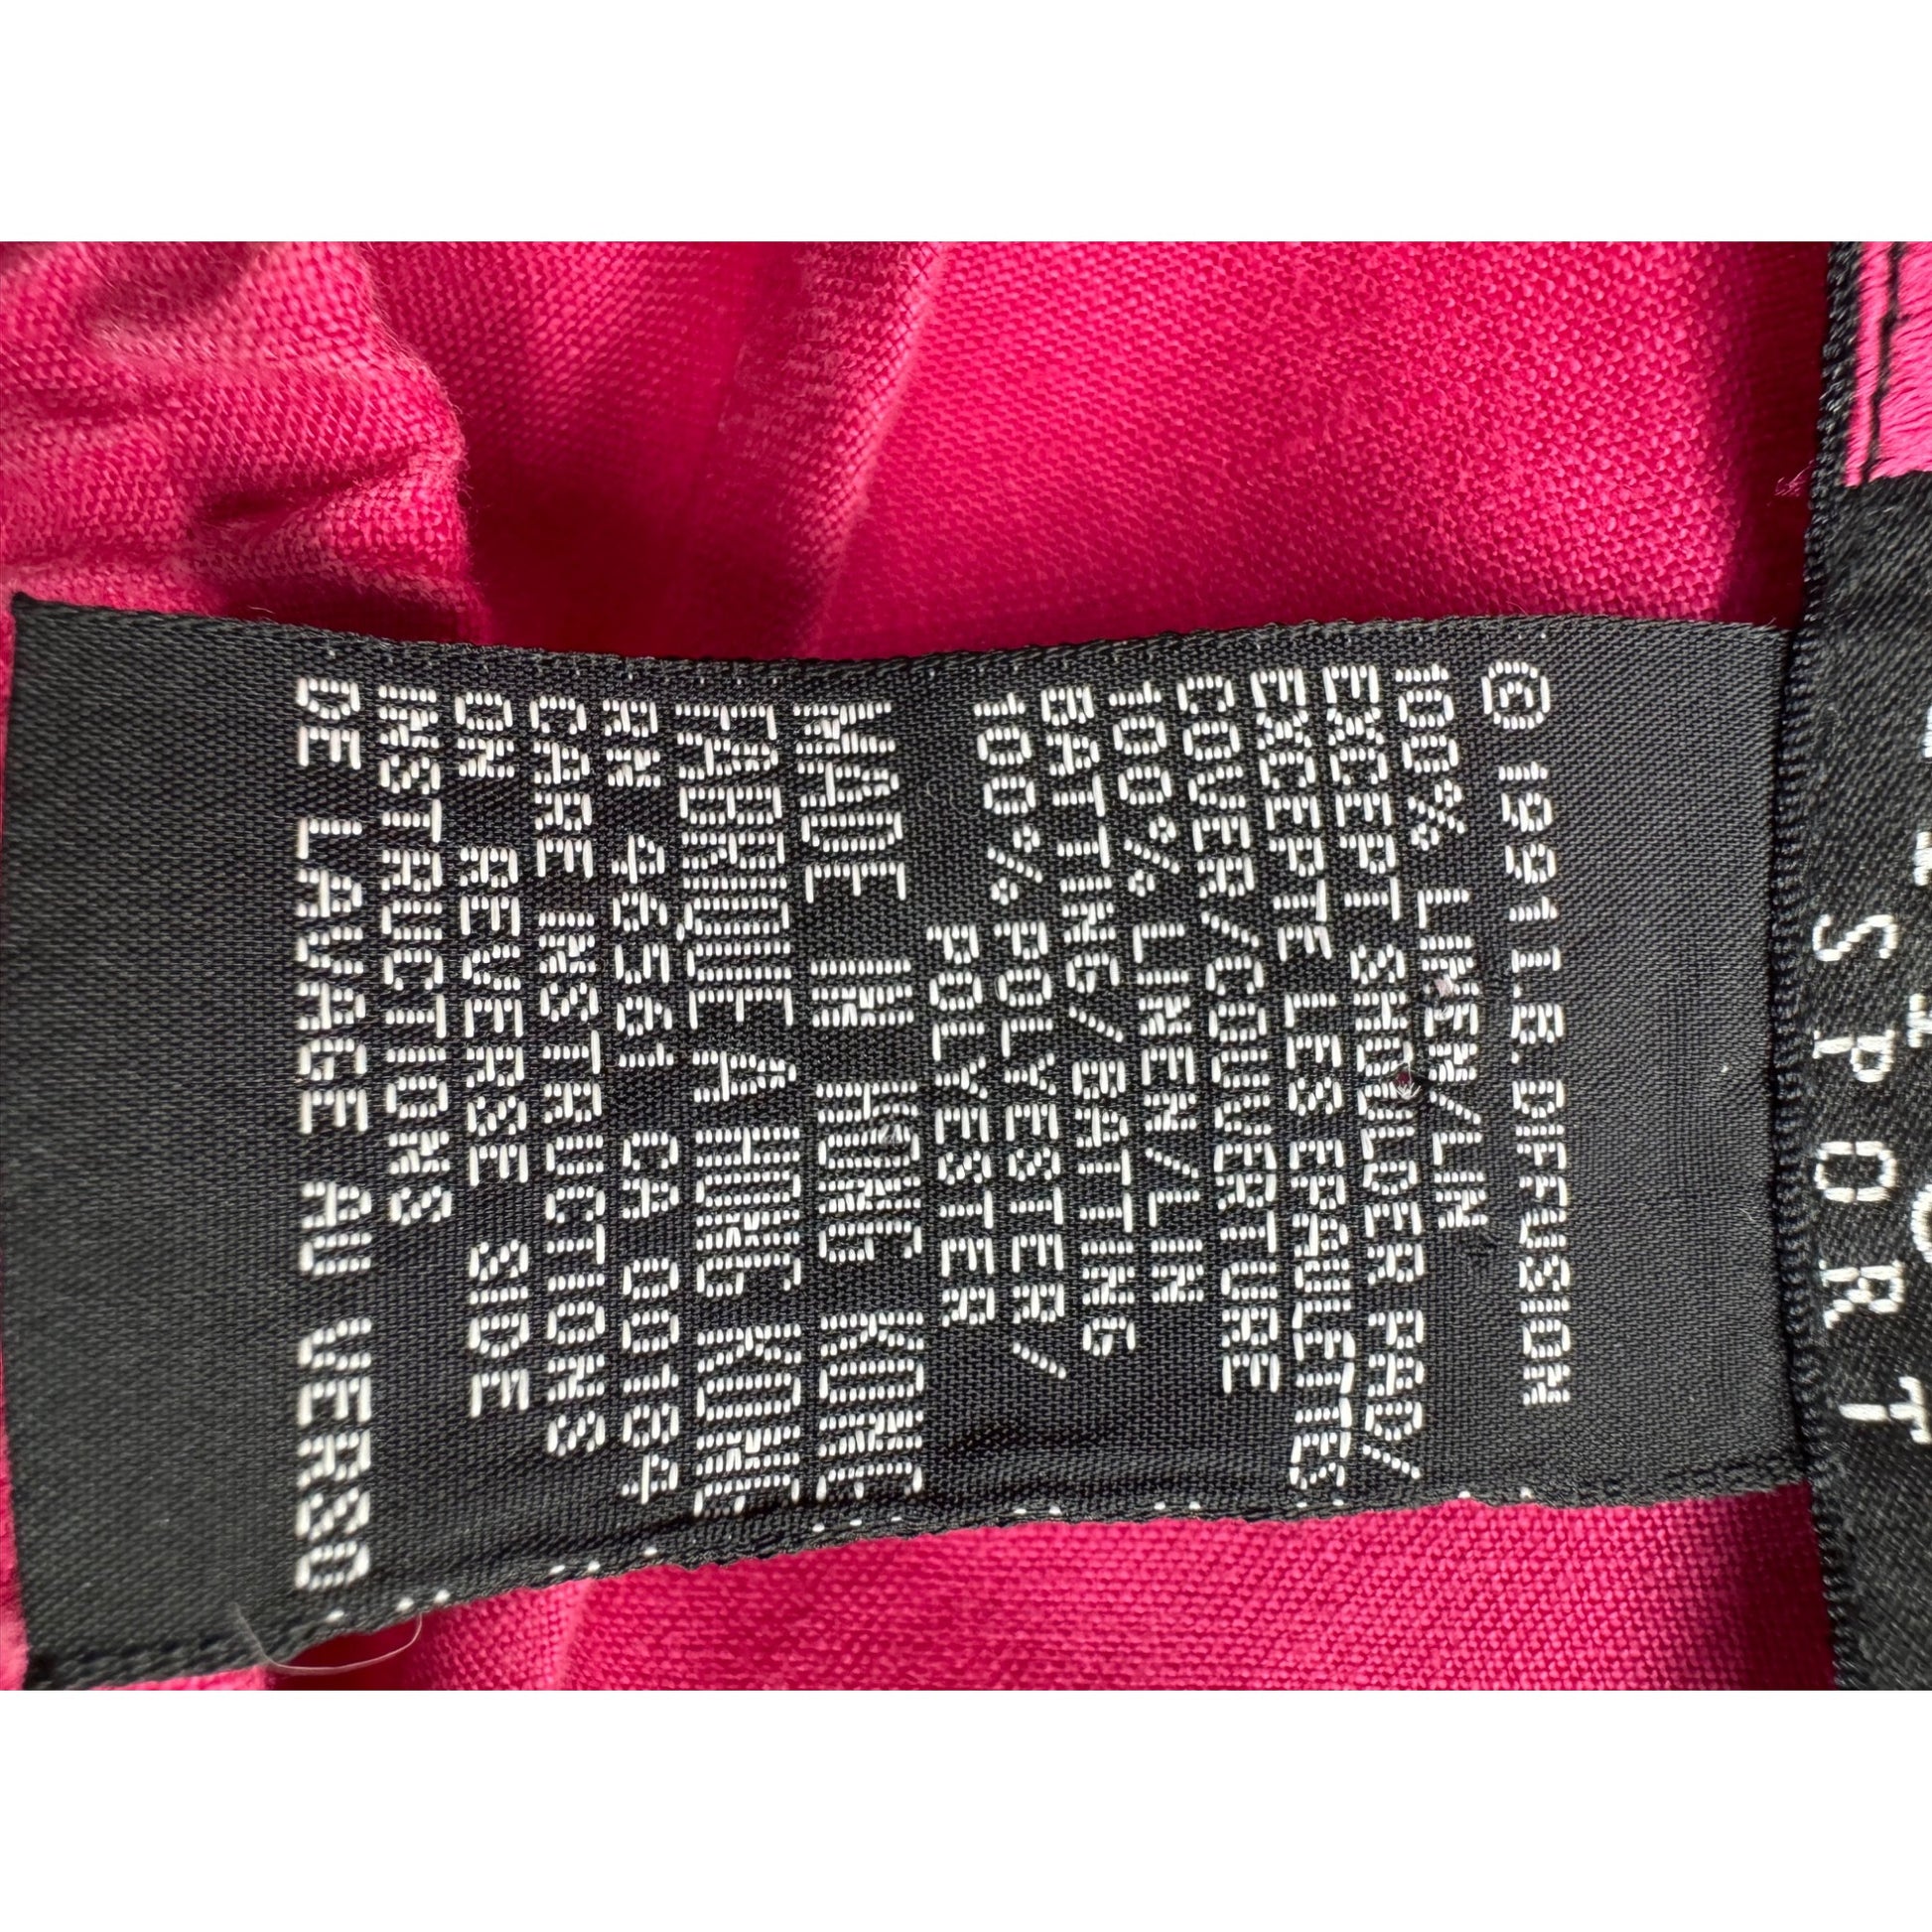 SPORT
© 1991 I.B. DIFFUSION
100% LINEN/LIN
EXCEPT SHOULDER PAD/
EXCEPTE LES EPAULETTES
COVER/COUVERTURE
100% LINEN/LIN
BATTING/BATTING
100% POLYESTER/
POLYESTER
MADE IN HONG KONG
FABRIQUE A HONG KONG
RN 46561 CA 00164
CARE INSTRUCTIONS
ON REVERSE SIDE
INSTRUCTIONS
DE LAVAGE AU VERSO